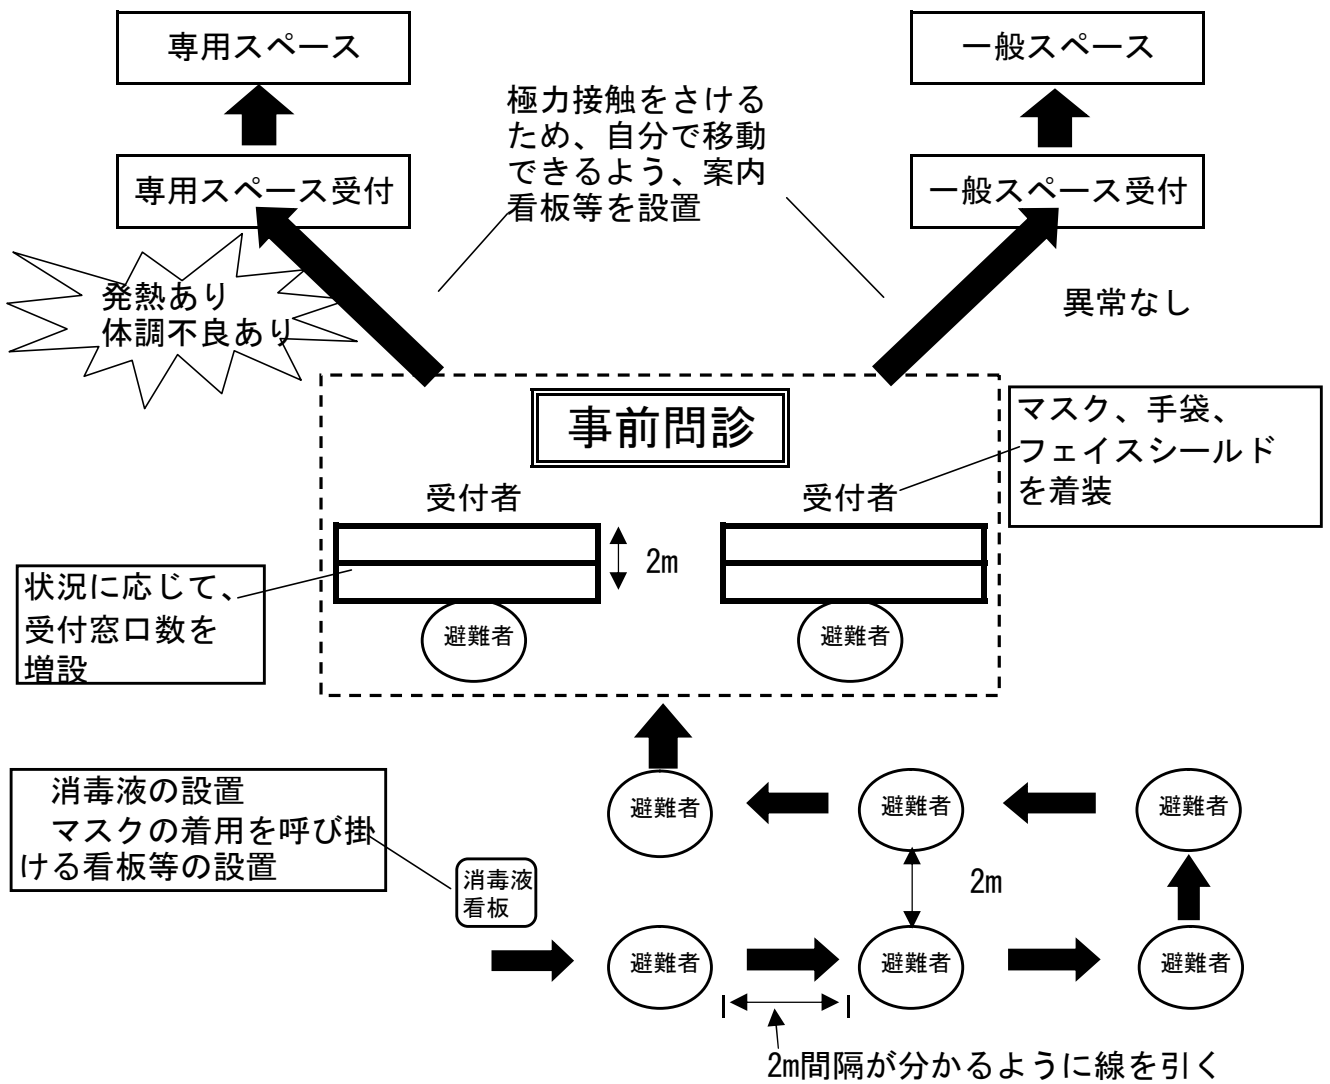 専用スペース
一般スペース
極力接触をさける
ため、自分で移動
できるよう、案内
看板等を設置
専用スペース受付
一般スペース受付
発熱あり
体調不良あり
異常なし
事前問診
マスク、手袋、
フェイスシールド
を着装
受付者
受付者
2m
状況に応じて、
受付窓口数を
増設
避難者
避難者
消毒液の設置
マスクの着用を呼び掛
ける看板等の設置
避難者
避難者
避難者
消毒液
看板
2m
避難者
避難者
避難者
2m間隔が分かるように線を引く